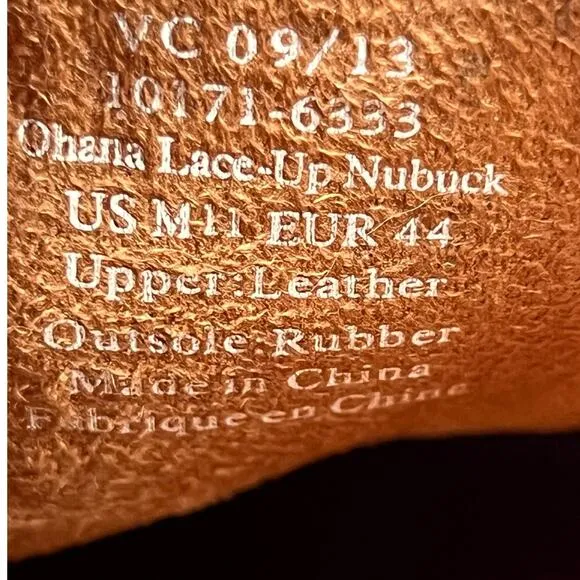 VC 09/13
10171-6333
Ohana Lace-Up Nubuck
US M11 EUR 44
Upper:Leather
Outsole:Rubber
Made in China
Fabrique en Chine